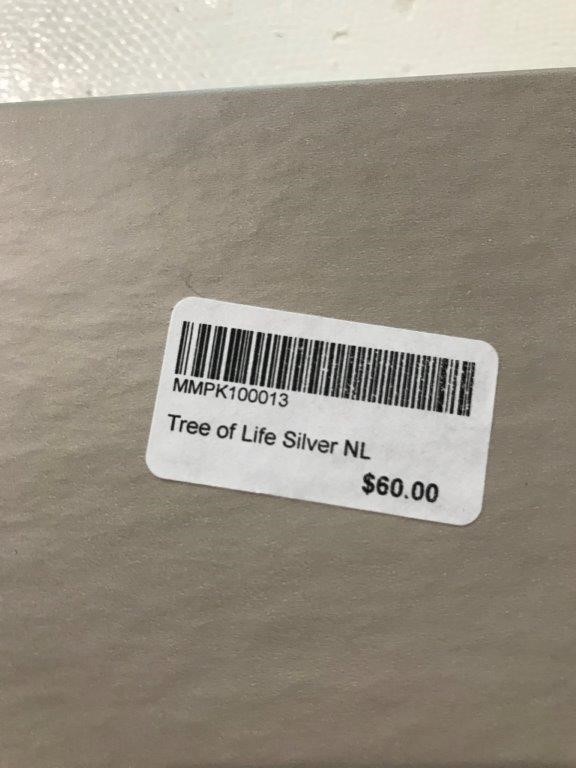 MMPK100013
Tree of Life Silver NL
$60.00